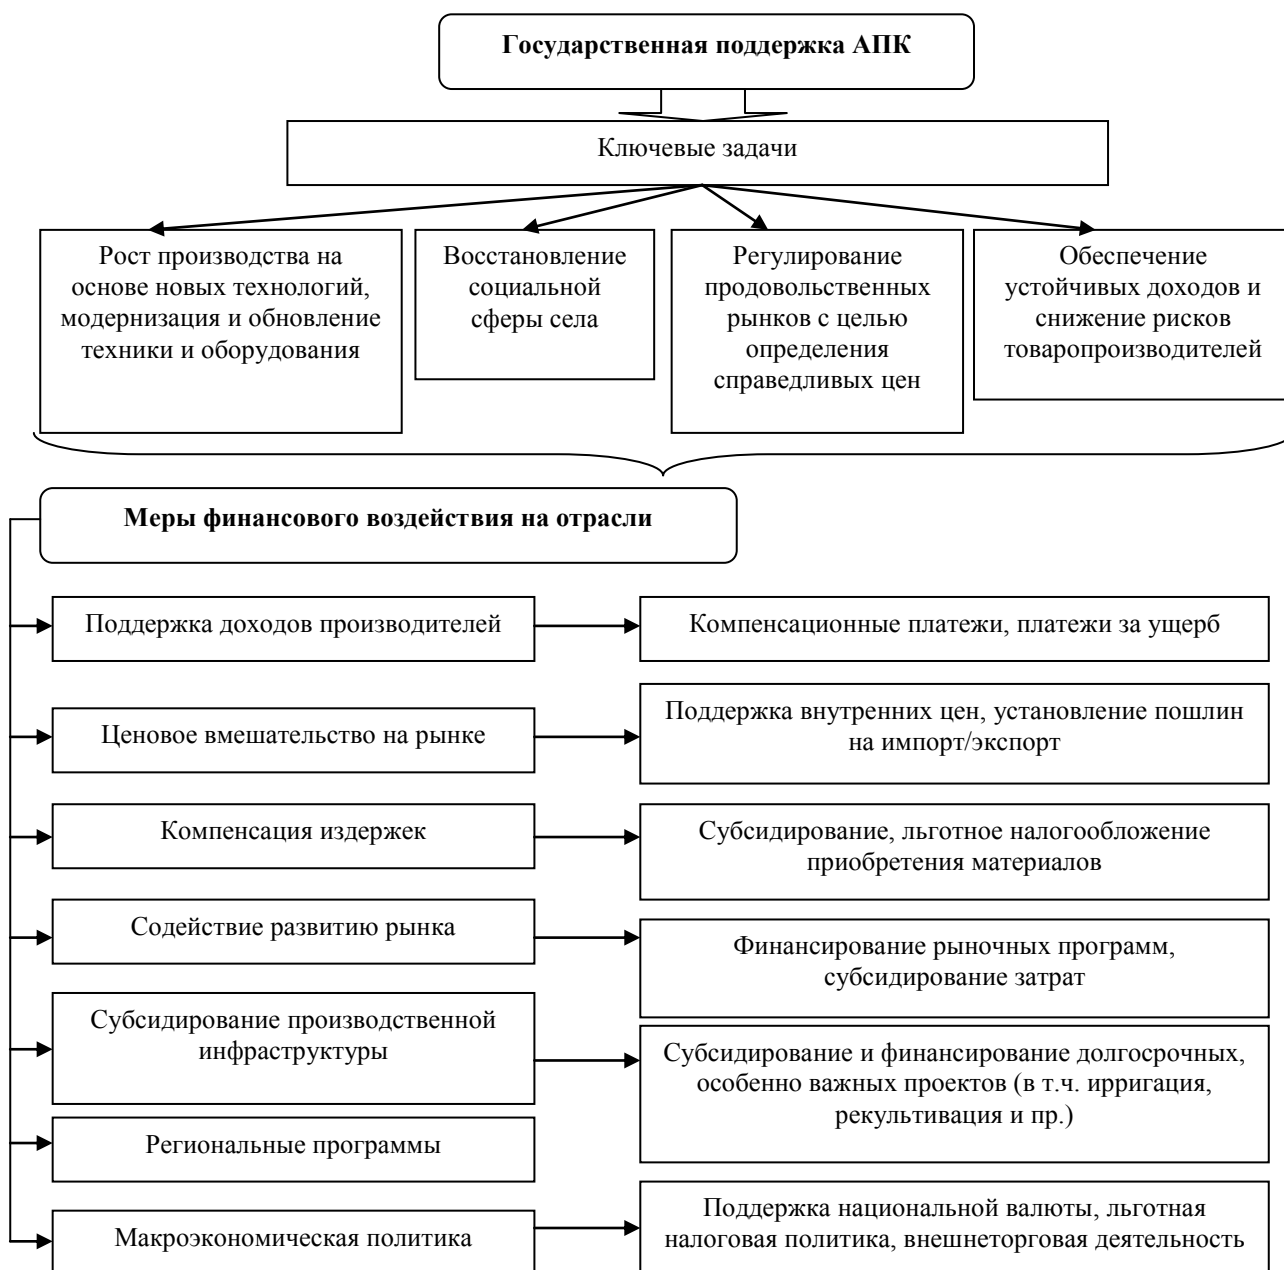 Государственная поддержка АПК
Ключевые задачи
Рост производства на
основе новых технологий,
модернизация и обновление
техники и оборудования
Восстановление
социальной
сферы села
Регулирование
продовольственных
рынков с целью
определения
справедливых цен
Обеспечение
устойчивых доходов и
снижение рисков
товаропроизводителей
Меры финансового воздействия на отрасли
Поддержка доходов производителей
Компенсационные платежи, платежи за ущерб
Ценовое вмешательство на рынке
Поддержка внутренних цен, установление пошлин
на импорт/экспорт
Компенсация издержек
Субсидирование, льготное налогообложение
приобретения материалов
Содействие развитию рынка
Финансирование рыночных программ,
субсидирование затрат
Субсидирование производственной
инфраструктуры
Субсидирование и финансирование долгосрочных,
особенно важных проектов (в т.ч. ирригация,
рекультивация и пр.)
Региональные программы
Макроэкономическая политика
Поддержка национальной валюты, льготная
налоговая политика, внешнеторговая деятельность